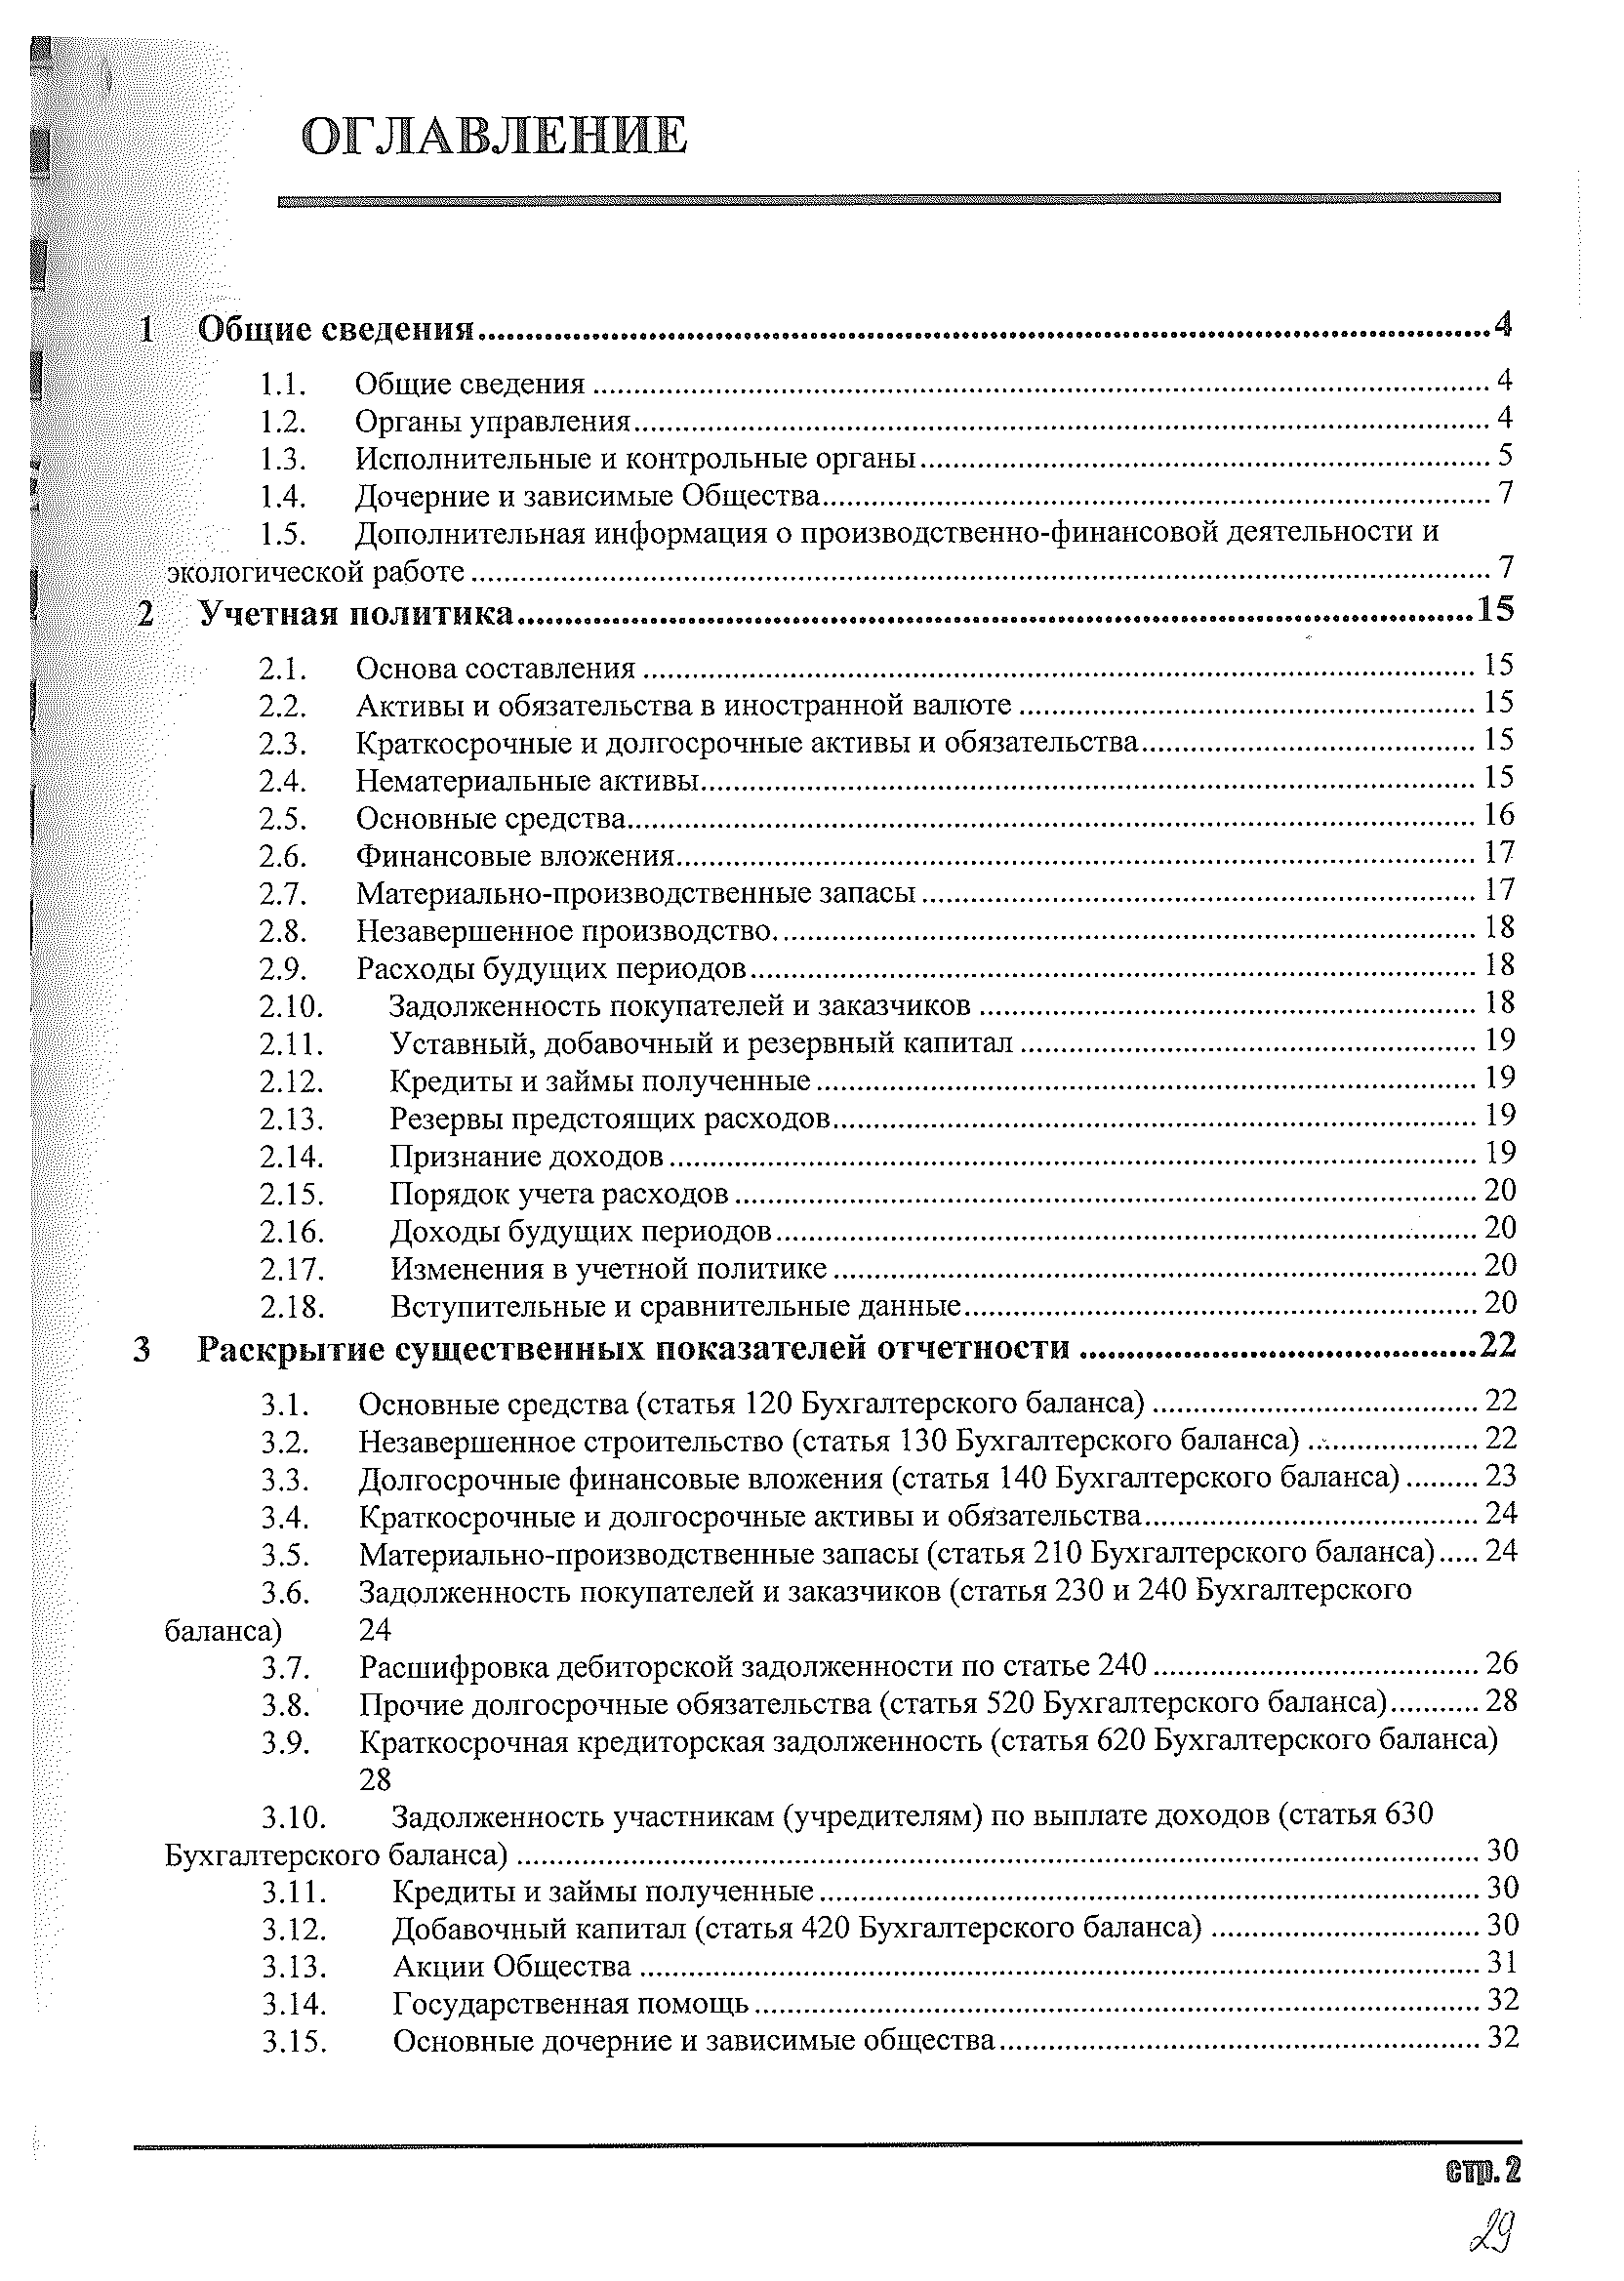 ОГЛАВЛЕНИЕ
1 Общие сведения........4
1.1. Общие сведения ........ 4
1.2. Органы управления........ 4
1.3. Исполнительные и контрольные органы........ 5
1.4. Дочерние и зависимые Общества........ 7
1.5. Дополнительная информация о производственно-финансовой деятельности и
экологической работе ........ 7
2 Учетная политика........15
2.1. Основа составления ........ 15
2.2. Активы и обязательства в иностранной валюте ........ 15
2.3. Краткосрочные и долгосрочные активы и обязательства........ 15
2.4. Нематериальные активы........ 15
2.5. Основные средства........ 16
2.6. Финансовые вложения........ 17
2.7. Материально-производственные запасы ........ 17
2.8. Незавершенное производство........ 18
2.9. Расходы будущих периодов........ 18
2.10. Задолженность покупателей и заказчиков ........ 18
2.11. Уставный, добавочный и резервный капитал ........ 19
2.12. Кредиты и займы полученные........ 19
2.13. Резервы предстоящих расходов........ 19
2.14. Признание доходов........ 19
2.15. Порядок учета расходов ........ 20
2.16. Доходы будущих периодов........ 20
2.17. Изменения в учетной политике ........ 20
2.18. Вступительные и сравнительные данные........ 20
3 Раскрытие существенных показателей отчетности ........22
3.1. Основные средства (статья 120 Бухгалтерского баланса) ........ 22
3.2. Незавершенное строительство (статья 130 Бухгалтерского баланса) ........ 22
3.3. Долгосрочные финансовые вложения (статья 140 Бухгалтерского баланса) ........ 23
3.4. Краткосрочные и долгосрочные активы и обязательства........ 24
3.5. Материально-производственные запасы (статья 210 Бухгалтерского баланса)..... 24
3.6. Задолженность покупателей и заказчиков (статья 230 и 240 Бухгалтерского
баланса) 24
3.7. Расшифровка дебиторской задолженности по статье 240........ 26
3.8. Прочие долгосрочные обязательства (статья 520 Бухгалтерского баланса)........ 28
3.9. Краткосрочная кредиторская задолженность (статья 620 Бухгалтерского баланса)
28
3.10. Задолженность участникам (учредителям) по выплате доходов (статья 630
Бухгалтерского баланса) ........ 30
3.11. Кредиты и займы полученные........ 30
3.12. Добавочный капитал (статья 420 Бухгалтерского баланса) ........ 30
3.13. Акции Общества ........ 31
3.14. Государственная помощь........ 32
3.15. Основные дочерние и зависимые общества........ 32
стр. 2
29